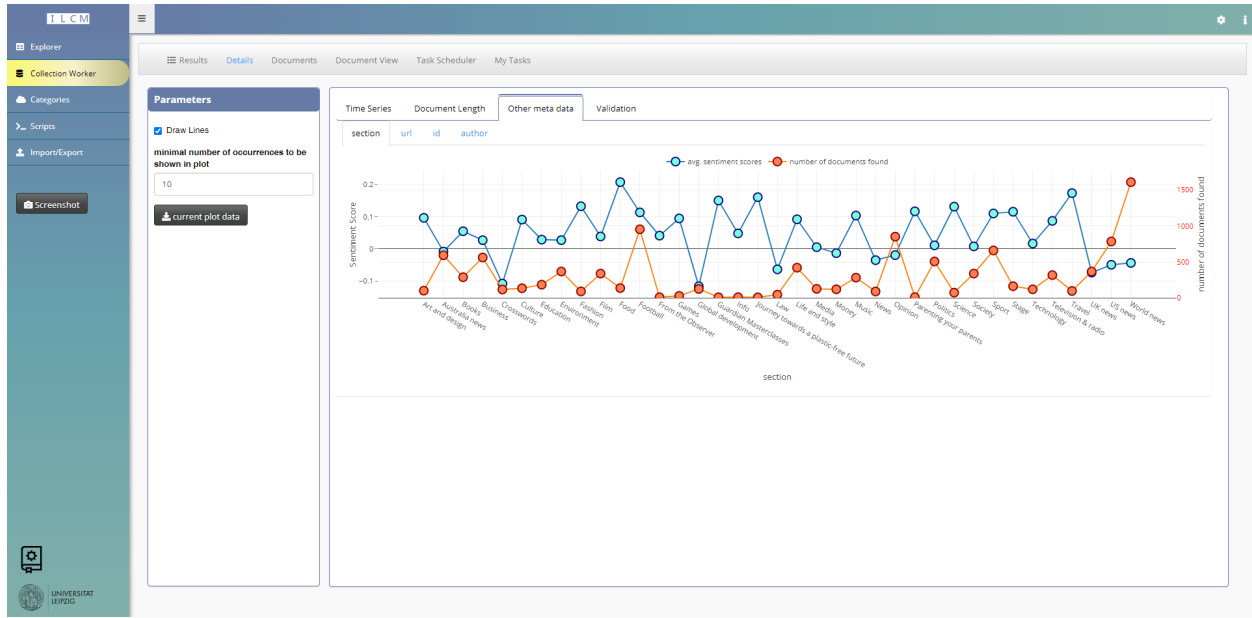 ILCM
Explorer
Collection Worker
Categories
Scripts
Import/Export
Screenshot
UNIVERSITÄT
LEIPZIG
Results Details Documents Document View Task Scheduler My Tasks
Parameters
Draw Lines
minimal number of occurrences to be
shown in plot
10
current plot data
Time Series Document Length Other meta data Validation
section url id author
avg. sentiment scores number of documents found
Sentiment Score
0.2
0.1
0
−0.1
1500
1000
500
0
number of documents found
Art and design
Australia news
Books
Business
Crosswords
Culture
Education
Environment
Fashion
Film
Food
Football
From the Observer
Games
Global development
Guardian Masterclasses
Info
Journey towards a plastic-free future
Law
Life and style
Media
Money
Music
News
Opinion
Parenting your parents
Politics
Science
Society
Sport
Stage
Technology
Television & radio
Travel
UK news
US news
World news
section